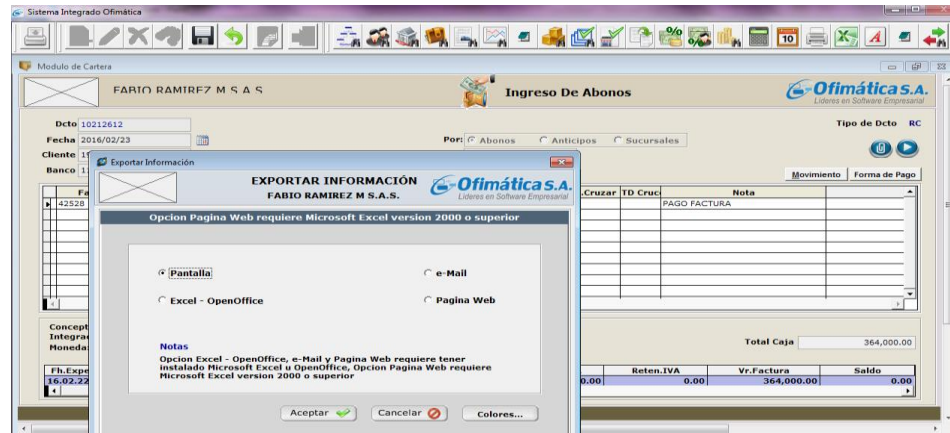 Sistema Integrado Ofimática
10
Modulo de Cartera
FABIO RAMIREZ M S A S
Ingreso De Abonos
Ofimática S.A.
Lideres en Software Empresarial
Dcto 10212612
Tipo de Dcto RC
Fecha 2016/02/23
Por: Abonos Anticipos Sucursales
Cliente
Banco
Movimiento Forma de Pago
.Cruzar TD Cruc Nota
42528 PAGO FACTURA
Exportar Información
EXPORTAR INFORMACIÓN
FABIO RAMIREZ M S.A.S.
Ofimática S.A.
Lideres en Software Empresarial
Opcion Pagina Web requiere Microsoft Excel version 2000 o superior
Pantalla e-Mail
Excel - OpenOffice Pagina Web
Notas
Opcion Excel - OpenOffice, e-Mail y Pagina Web requiere tener
instalado Microsoft Excel u OpenOffice, Opcion Pagina Web requiere
Microsoft Excel version 2000 o superior
Aceptar Cancelar Colores...
Concept
Integra
Moneda
Total Caja 364,000.00
Fh.Expe Reten.IVA Vr.Factura Saldo
16.02.22 0.00 0.00 364,000.00 0.00